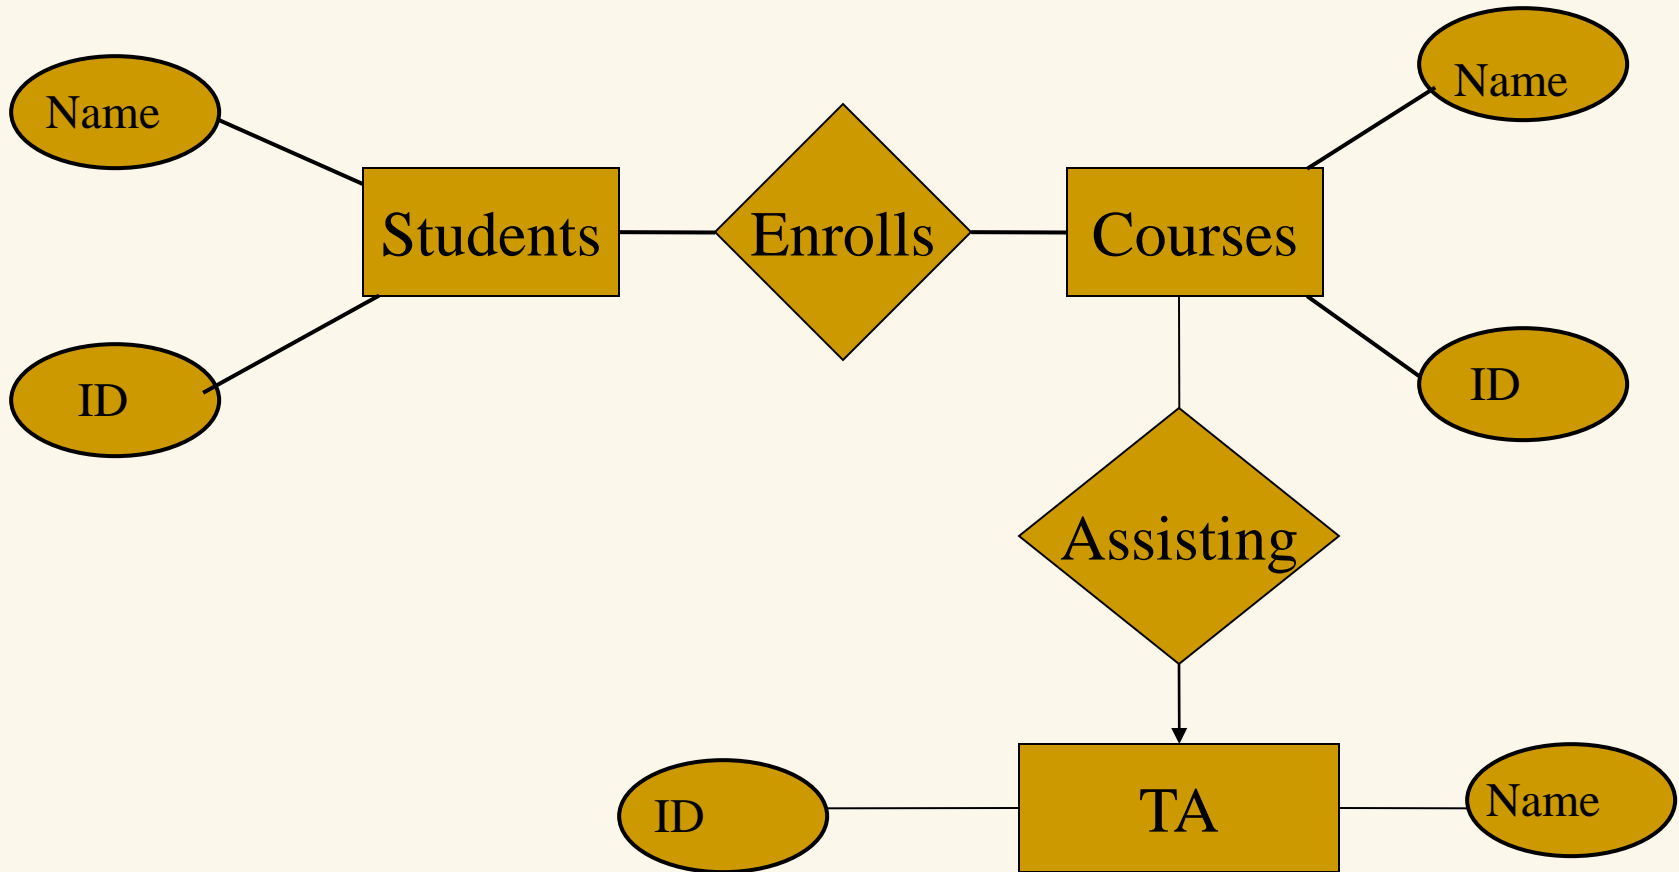 Name
Name
Students
Enrolls
Courses
ID
ID
Assisting
ID
TA
Name